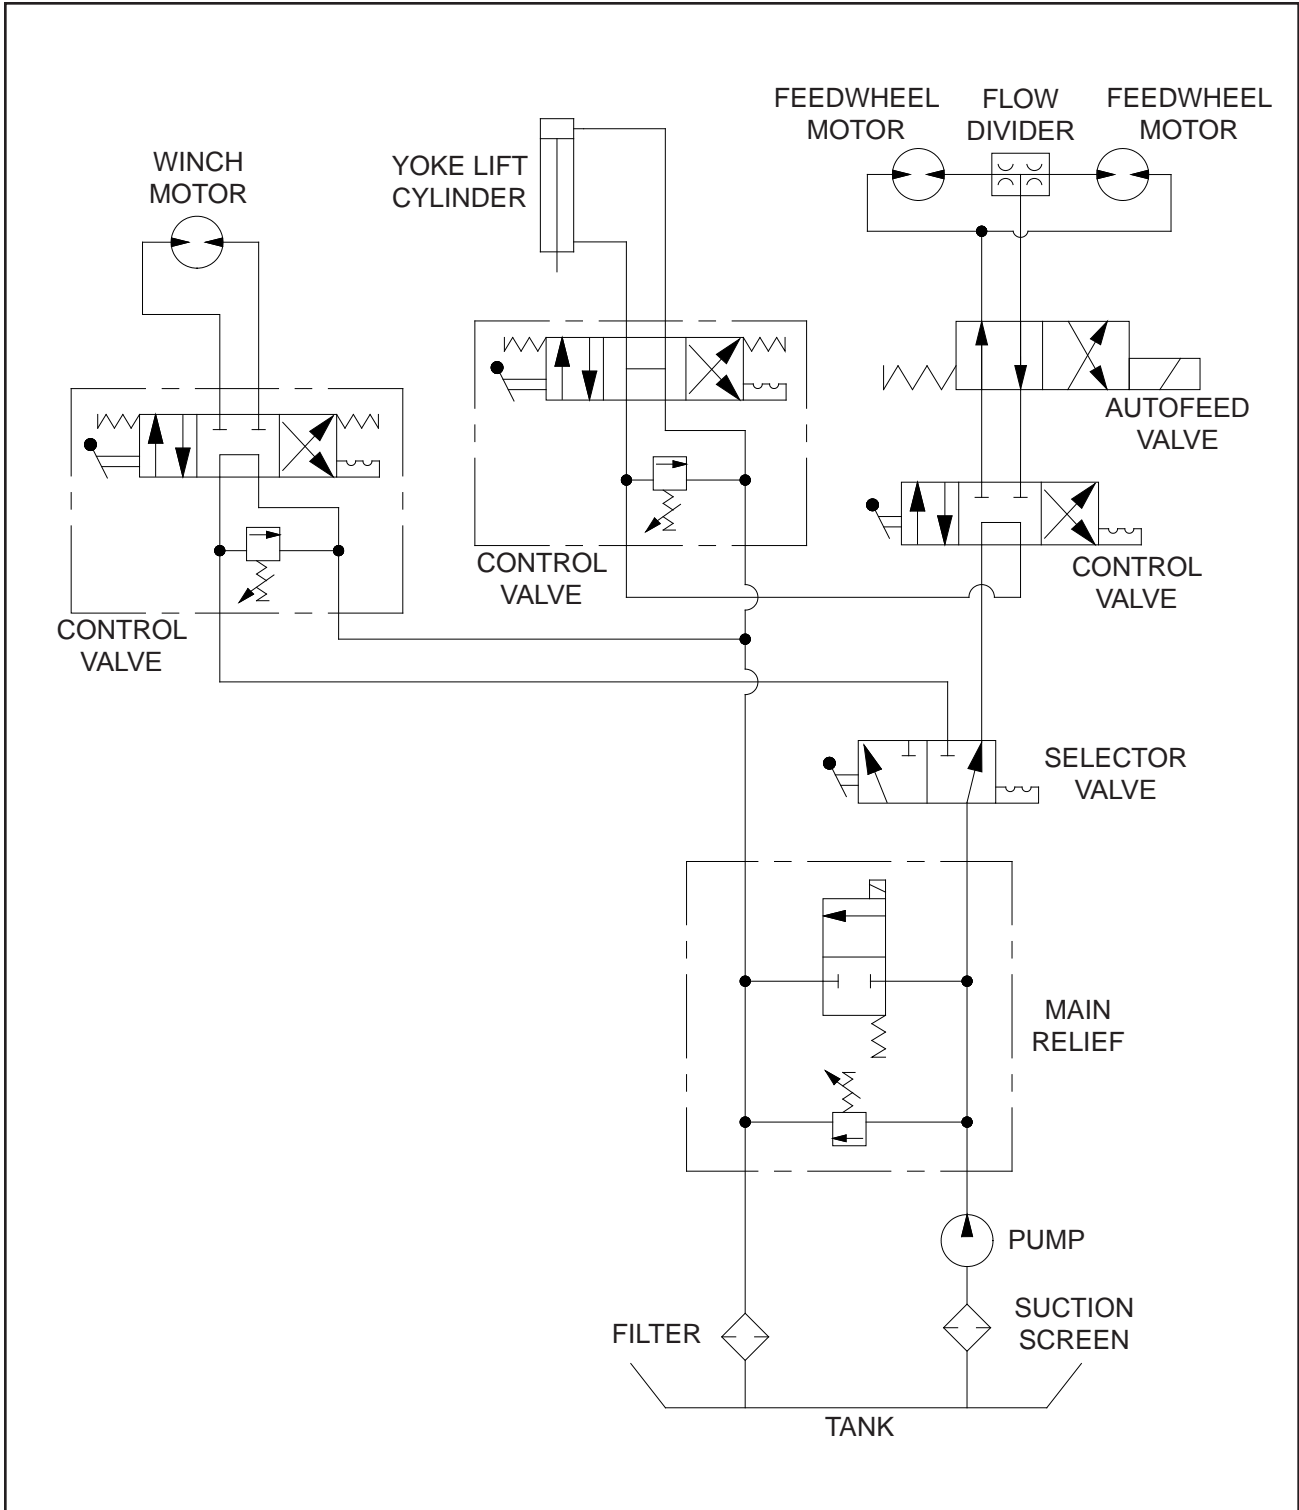 FEEDWHEEL
MOTOR
FLOW
DIVIDER
FEEDWHEEL
MOTOR
WINCH
MOTOR
YOKE LIFT
CYLINDER
AUTOFEED
VALVE
CONTROL
VALVE
CONTROL
VALVE
CONTROL
VALVE
SELECTOR
VALVE
MAIN
RELIEF
PUMP
SUCTION
SCREEN
FILTER
TANK